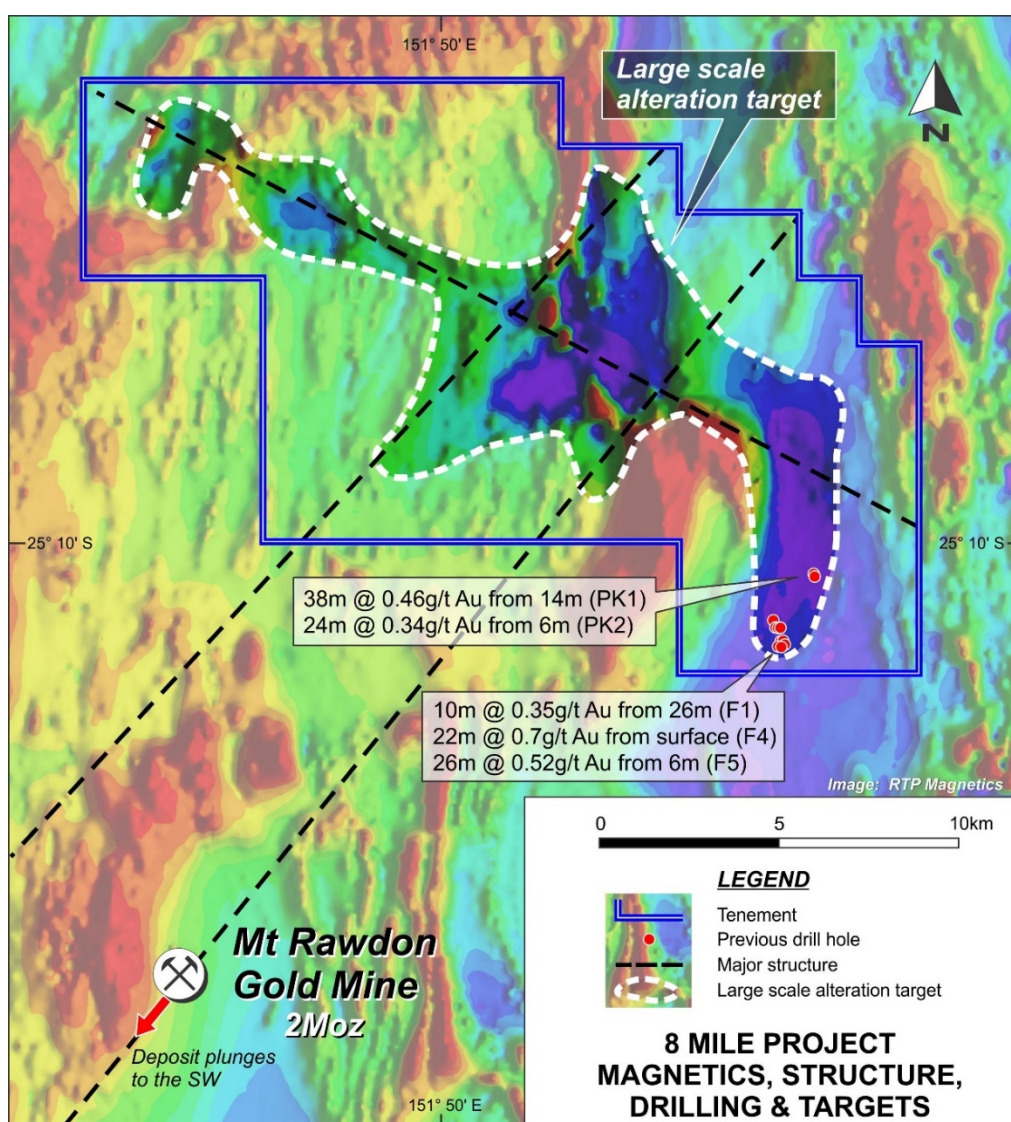 151° 50' E
Large scale
alteration target
N
25° 10' S
25° 10' S
38m @ 0.46g/t Au from 14m (PK1)
24m @ 0.34g/t Au from 6m (PK2)
10m @ 0.35g/t Au from 26m (F1)
22m @ 0.7g/t Au from surface (F4)
26m @ 0.52g/t Au from 6m (F5)
Image: RTP Magnetics
0 5 10km
LEGEND
Tenement
Previous drill hole
Major structure
Large scale alteration target
Mt Rawdon
Gold Mine
2Moz
Deposit plunges
to the SW
151° 50' E
8 MILE PROJECT
MAGNETICS, STRUCTURE,
DRILLING & TARGETS